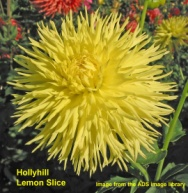 Hollyhill
Lemon Slice
Image from the ADS image library